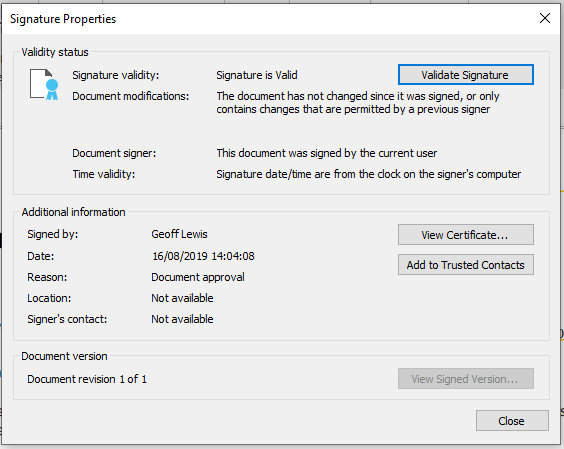 Signature Properties
Validity status
Signature validity: Signature is Valid Validate Signature
Document modifications: The document has not changed since it was signed, or only
contains changes that are permitted by a previous signer
Document signer: This document was signed by the current user
Time validity: Signature date/time are from the clock on the signer's computer
Additional information
Signed by: Geoff Lewis View Certificate...
Date: 16/08/2019 14:04:08
Reason: Document approval Add to Trusted Contacts
Location: Not available
Signer's contact: Not available
Document version
Document revision 1 of 1 View Signed Version...
Close